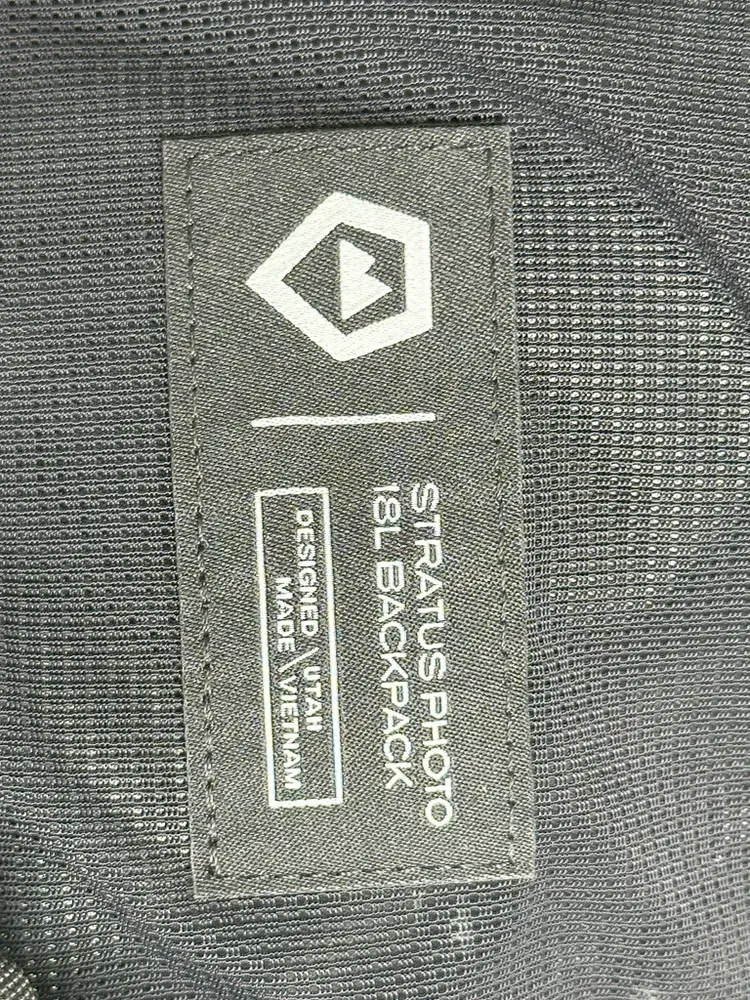 STRATUS PHOTO
18L BACKPACK
DESIGNED \ UTAH
MADE \ VIETNAM